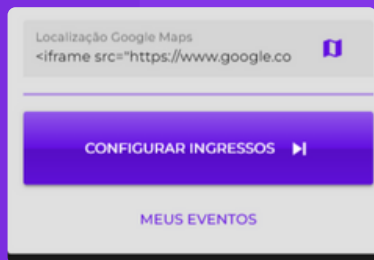 Localização Google Maps
<iframe src="https://www.google.co
CONFIGURAR INGRESSOS
MEUS EVENTOS